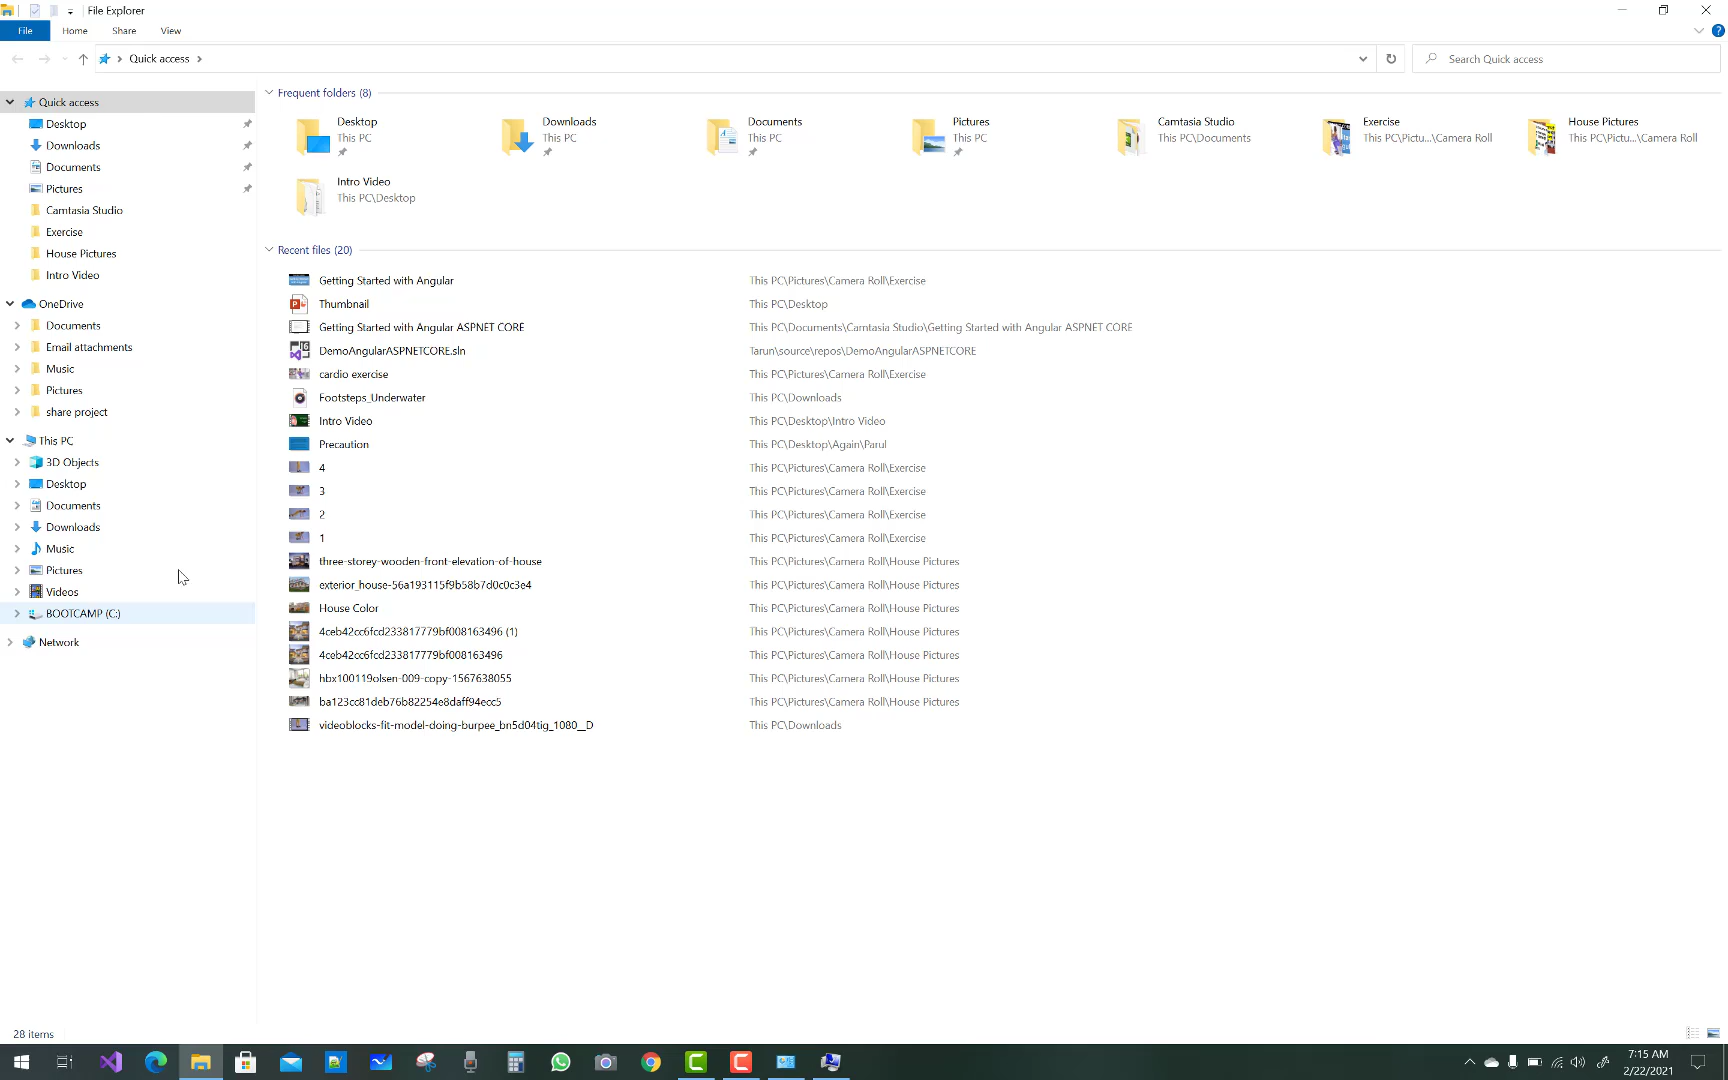 File Explorer
File Home Share View
Quick access
Search Quick access
Quick access
Desktop
Downloads
Documents
Pictures
Camtasia Studio
Exercise
House Pictures
Intro Video
OneDrive
Documents
Email attachments
Music
Pictures
share project
This PC
3D Objects
Desktop
Documents
Downloads
Music
Pictures
Videos
BOOTCAMP (C:)
Network
Frequent folders (8)
Desktop
This PC
Downloads
This PC
Documents
This PC
Pictures
This PC
Camtasia Studio
This PC\Documents
Exercise
This PC\Pictu...\Camera Roll
House Pictures
This PC\Pictu...\Camera Roll
Intro Video
This PC\Desktop
Recent files (20)
Getting Started with Angular This PC\Pictures\Camera Roll\Exercise
Thumbnail This PC\Desktop
Getting Started with Angular ASPNET CORE This PC\Documents\Camtasia Studio\Getting Started with Angular ASPNET CORE
DemoAngularASPNETCORE.sln Tarun\source\repos\DemoAngularASPNETCORE
cardio exercise This PC\Pictures\Camera Roll\Exercise
Footsteps_Underwater This PC\Downloads
Intro Video This PC\Desktop\Intro Video
Precaution This PC\Desktop\Again\Parul
4 This PC\Pictures\Camera Roll\Exercise
3 This PC\Pictures\Camera Roll\Exercise
2 This PC\Pictures\Camera Roll\Exercise
1 This PC\Pictures\Camera Roll\Exercise
three-storey-wooden-front-elevation-of-house This PC\Pictures\Camera Roll\House Pictures
exterior_house-56a193115f9b58b7d0c0c3e4 This PC\Pictures\Camera Roll\House Pictures
House Color This PC\Pictures\Camera Roll\House Pictures
4ceb42cc6fcd233817779bf008163496 (1) This PC\Pictures\Camera Roll\House Pictures
4ceb42cc6fcd233817779bf008163496 This PC\Pictures\Camera Roll\House Pictures
hbx100119olsen-009-copy-1567638055 This PC\Pictures\Camera Roll\House Pictures
ba123cc81deb76b82254e8daff94ecc5 This PC\Pictures\Camera Roll\House Pictures
videoblocks-fit-model-doing-burpee_bn5d04tig_1080__D This PC\Downloads
28 items
7:15 AM
2/22/2021